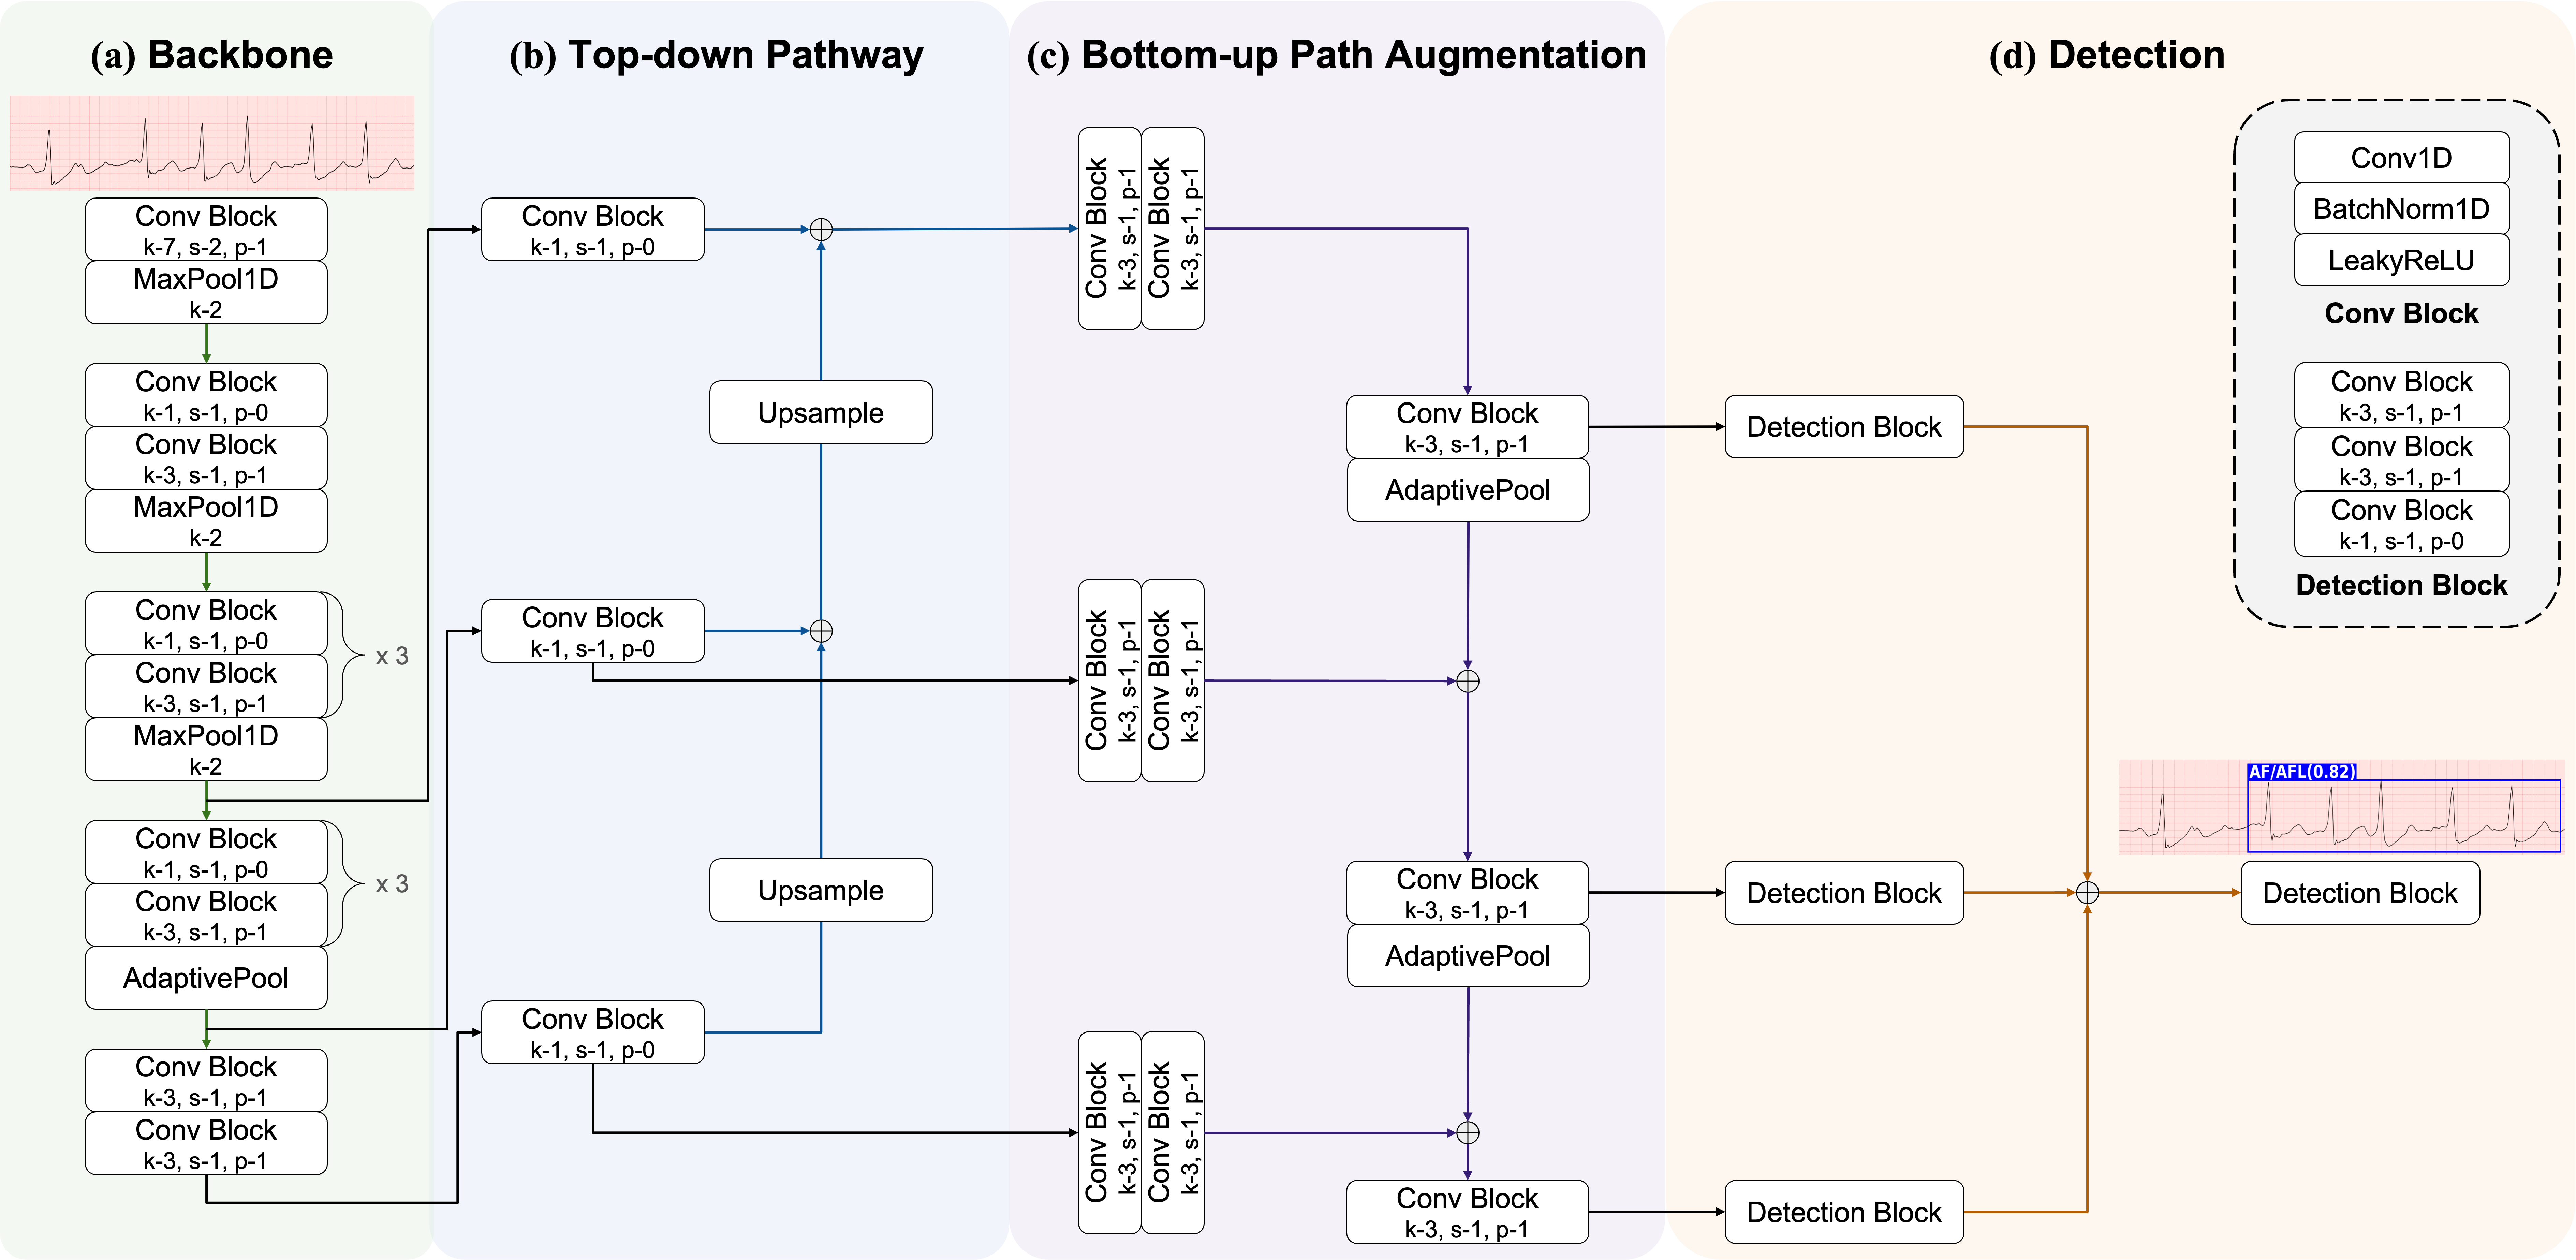 (a) Backbone
Conv Block
k-7, s-2, p-1
MaxPool1D
k-2
Conv Block
k-1, s-1, p-0
Conv Block
k-3, s-1, p-1
MaxPool1D
k-2
Conv Block
k-1, s-1, p-0
Conv Block
k-3, s-1, p-1
x 3
MaxPool1D
k-2
Conv Block
k-1, s-1, p-0
Conv Block
k-3, s-1, p-1
x 3
AdaptivePool
Conv Block
k-3, s-1, p-1
Conv Block
k-3, s-1, p-1
(b) Top-down Pathway
Conv Block
k-1, s-1, p-0
Upsample
Conv Block
k-1, s-1, p-0
Upsample
Conv Block
k-1, s-1, p-0
(c) Bottom-up Path Augmentation
Conv Block
k-3, s-1, p-1
Conv Block
k-3, s-1, p-1
Conv Block
k-3, s-1, p-1
AdaptivePool
Conv Block
k-3, s-1, p-1
Conv Block
k-3, s-1, p-1
Conv Block
k-3, s-1, p-1
AdaptivePool
Conv Block
k-3, s-1, p-1
Conv Block
k-3, s-1, p-1
Conv Block
k-3, s-1, p-1
(d) Detection
Conv1D
BatchNorm1D
LeakyReLU
Conv Block
Conv Block
k-3, s-1, p-1
Conv Block
k-3, s-1, p-1
Conv Block
k-1, s-1, p-0
Detection Block
Detection Block
Detection Block
Detection Block
AF/AFL(0.82)
Detection Block